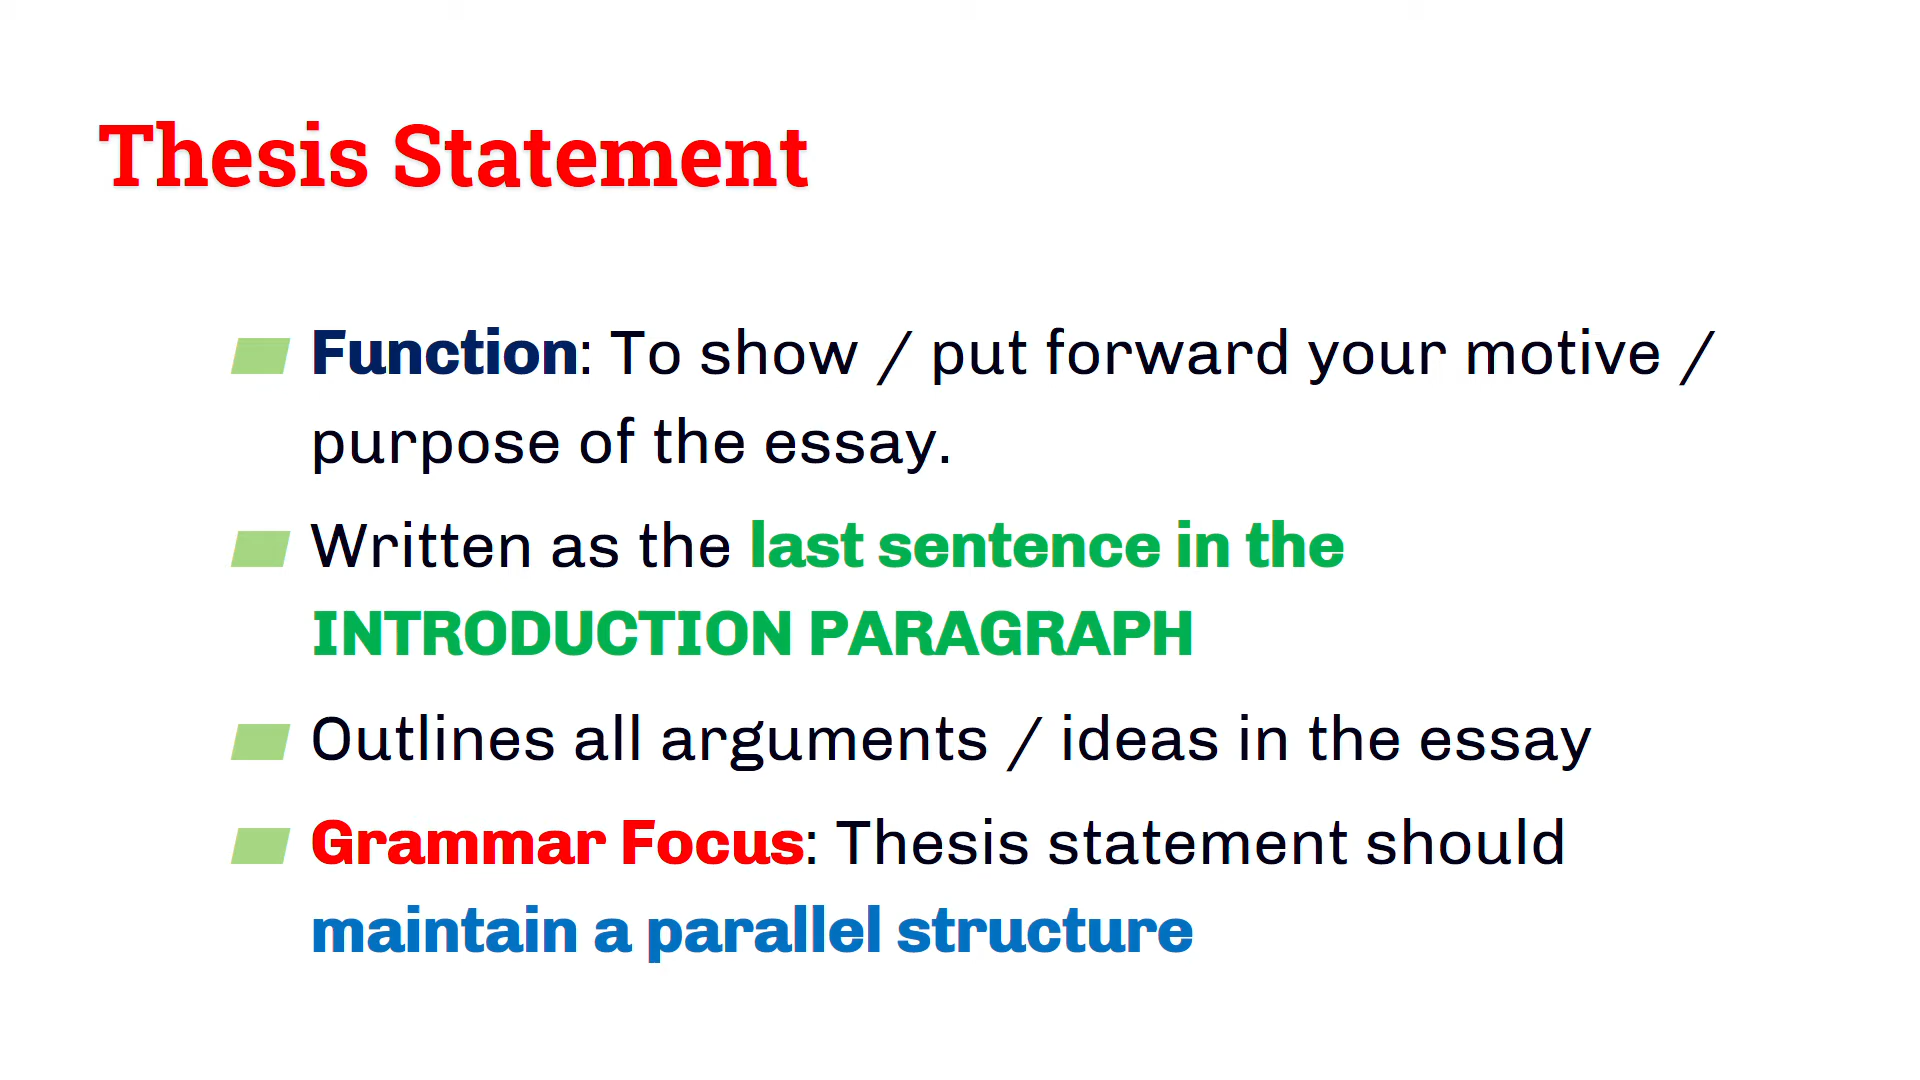 Thesis Statement
Function: To show / put forward your motive /
purpose of the essay.
Written as the last sentence in the
INTRODUCTION PARAGRAPH
Outlines all arguments / ideas in the essay
Grammar Focus: Thesis statement should
maintain a parallel structure